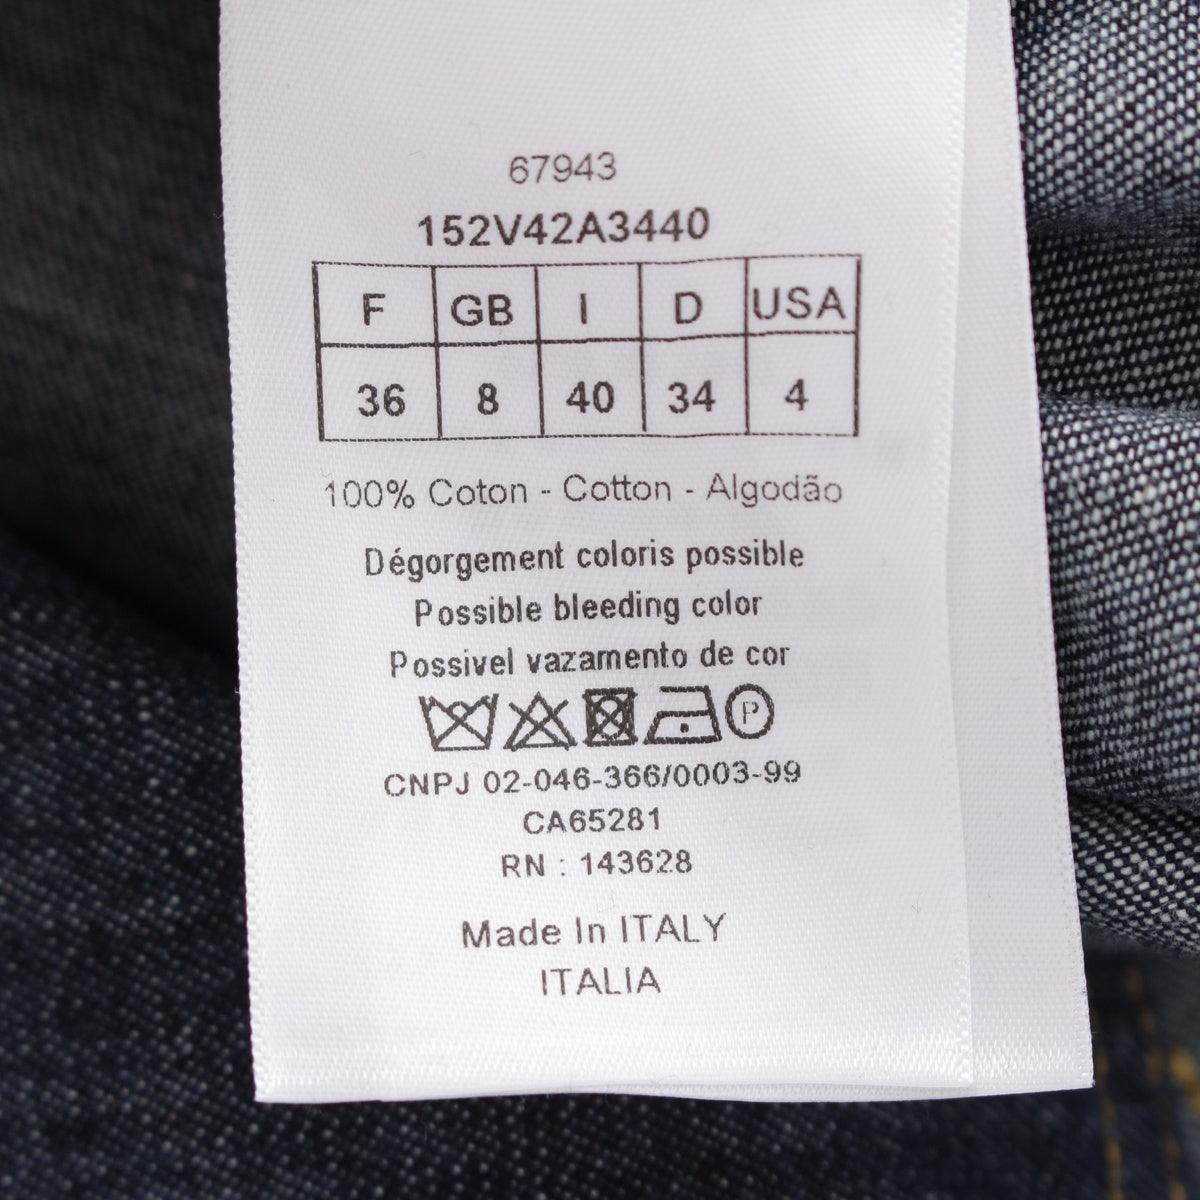 67943
152V42A3440
F GB I D USA
36 8 40 34 4
100% Coton - Cotton - Algodão
Dégorgement coloris possible
Possible bleeding color
Possivel vazamento de cor
P
CNPJ 02-046-366/0003-99
CA65281
RN : 143628
Made In ITALY
ITALIA